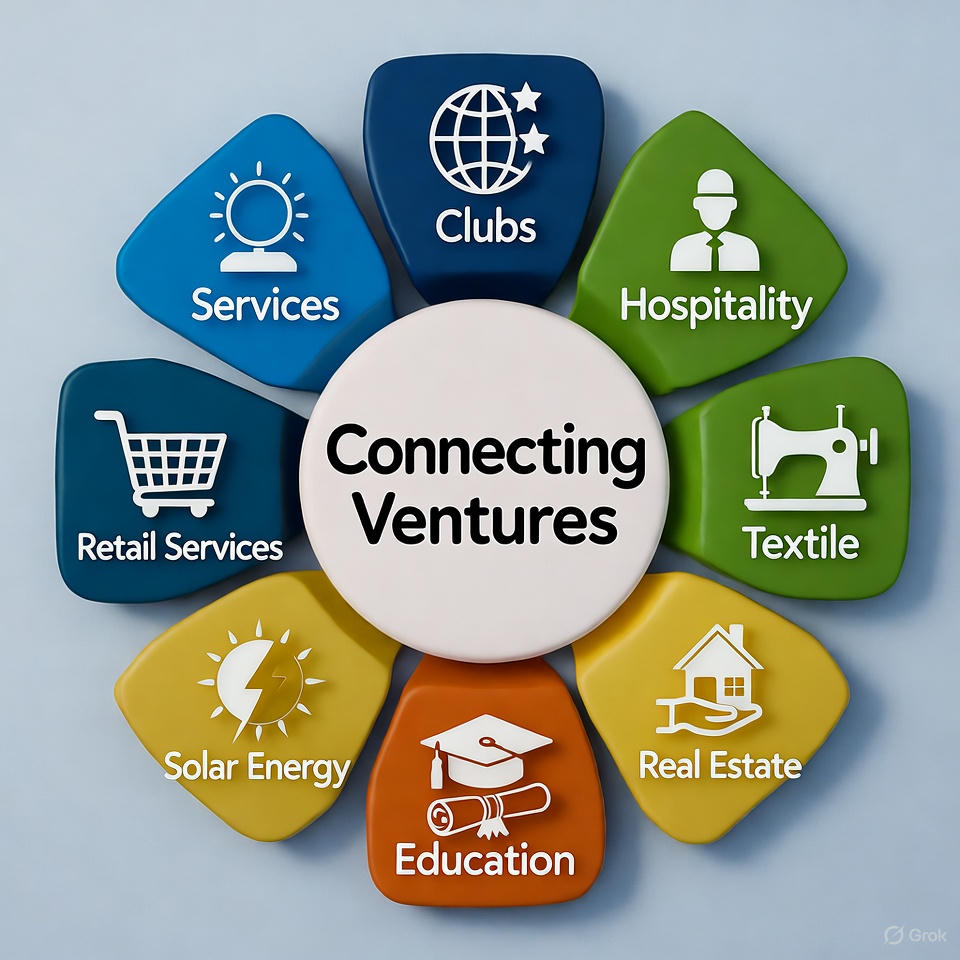 Clubs
Services
Hospitality
Connecting
Ventures
Retail Services
Textile
Solar Energy
Real Estate
Education
Grok